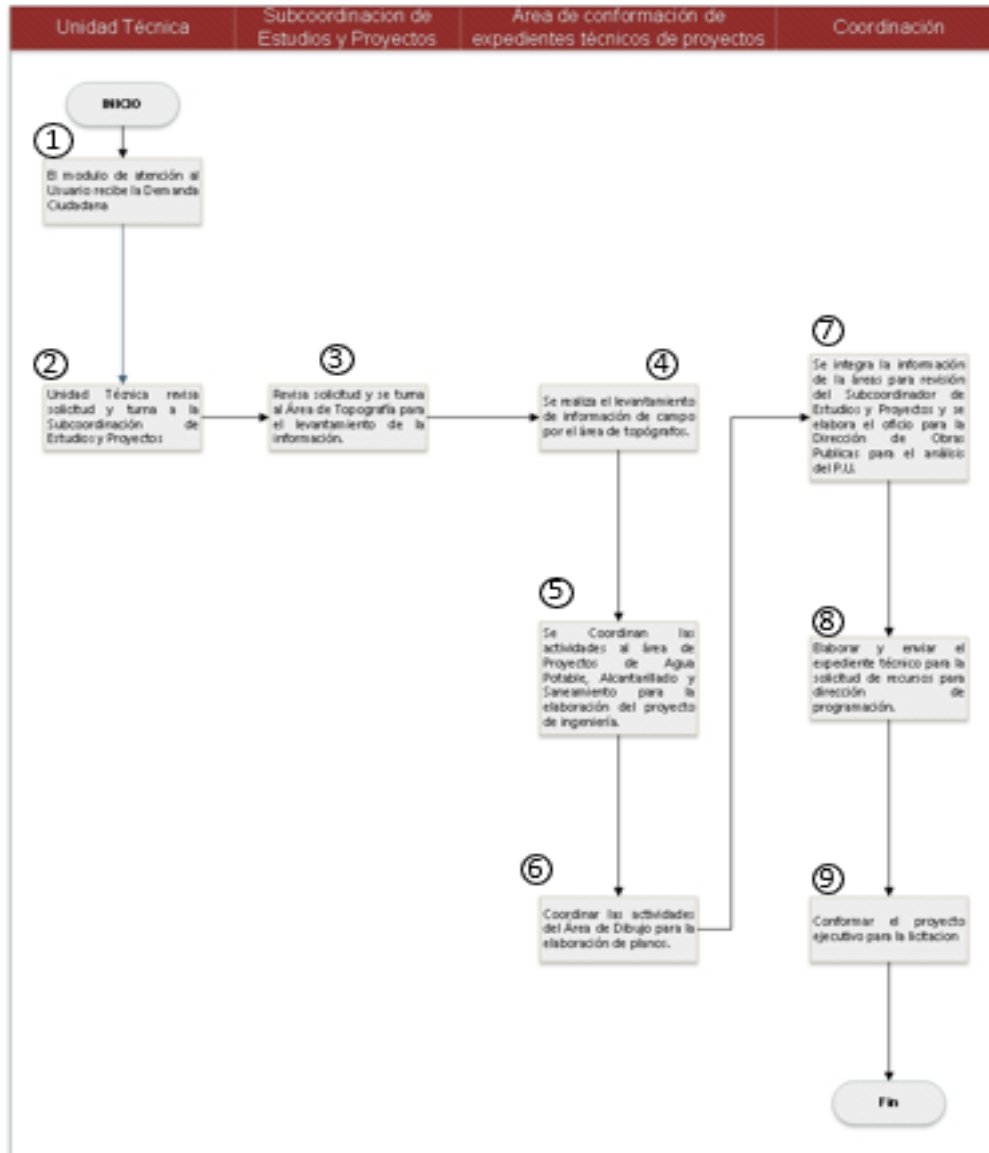 Unidad Técnica
Subcoordinacion de
Estudios y Proyectos
Área de conformación de
expedientes técnicos de proyectos
Coordinación
INICIO
1
El modulo de atención al
Usuario recibe la Demanda
Ciudadana
2
Unidad Técnica revisa
solicitud y turna a la
Subcoordinación de
Estudios y Proyectos
3
Revisa solicitud y se turna
al Área de Topografía para
el levantamiento de la
información.
4
Se realiza el levantamiento
de información de campo
por el área de topógrafos.
5
Se Coordinan las
actividades al área de
Proyectos de Agua
Potable, Alcantarillado y
Saneamiento para la
elaboración del proyecto
de ingeniería.
6
Coordinar las actividades
del Área de Dibujo para la
elaboración de planos.
7
Se integra la información
de la áreas para revisión
del Subcoordinador de
Estudios y Proyectos y se
elabora el oficio para la
Dirección de Obras
Publicas para el análisis
del P.U.
8
Elaborar y enviar el
expediente técnico para la
solicitud de recursos para
dirección de
programación.
9
Conformar el proyecto
ejecutivo para la licitacion
Fin